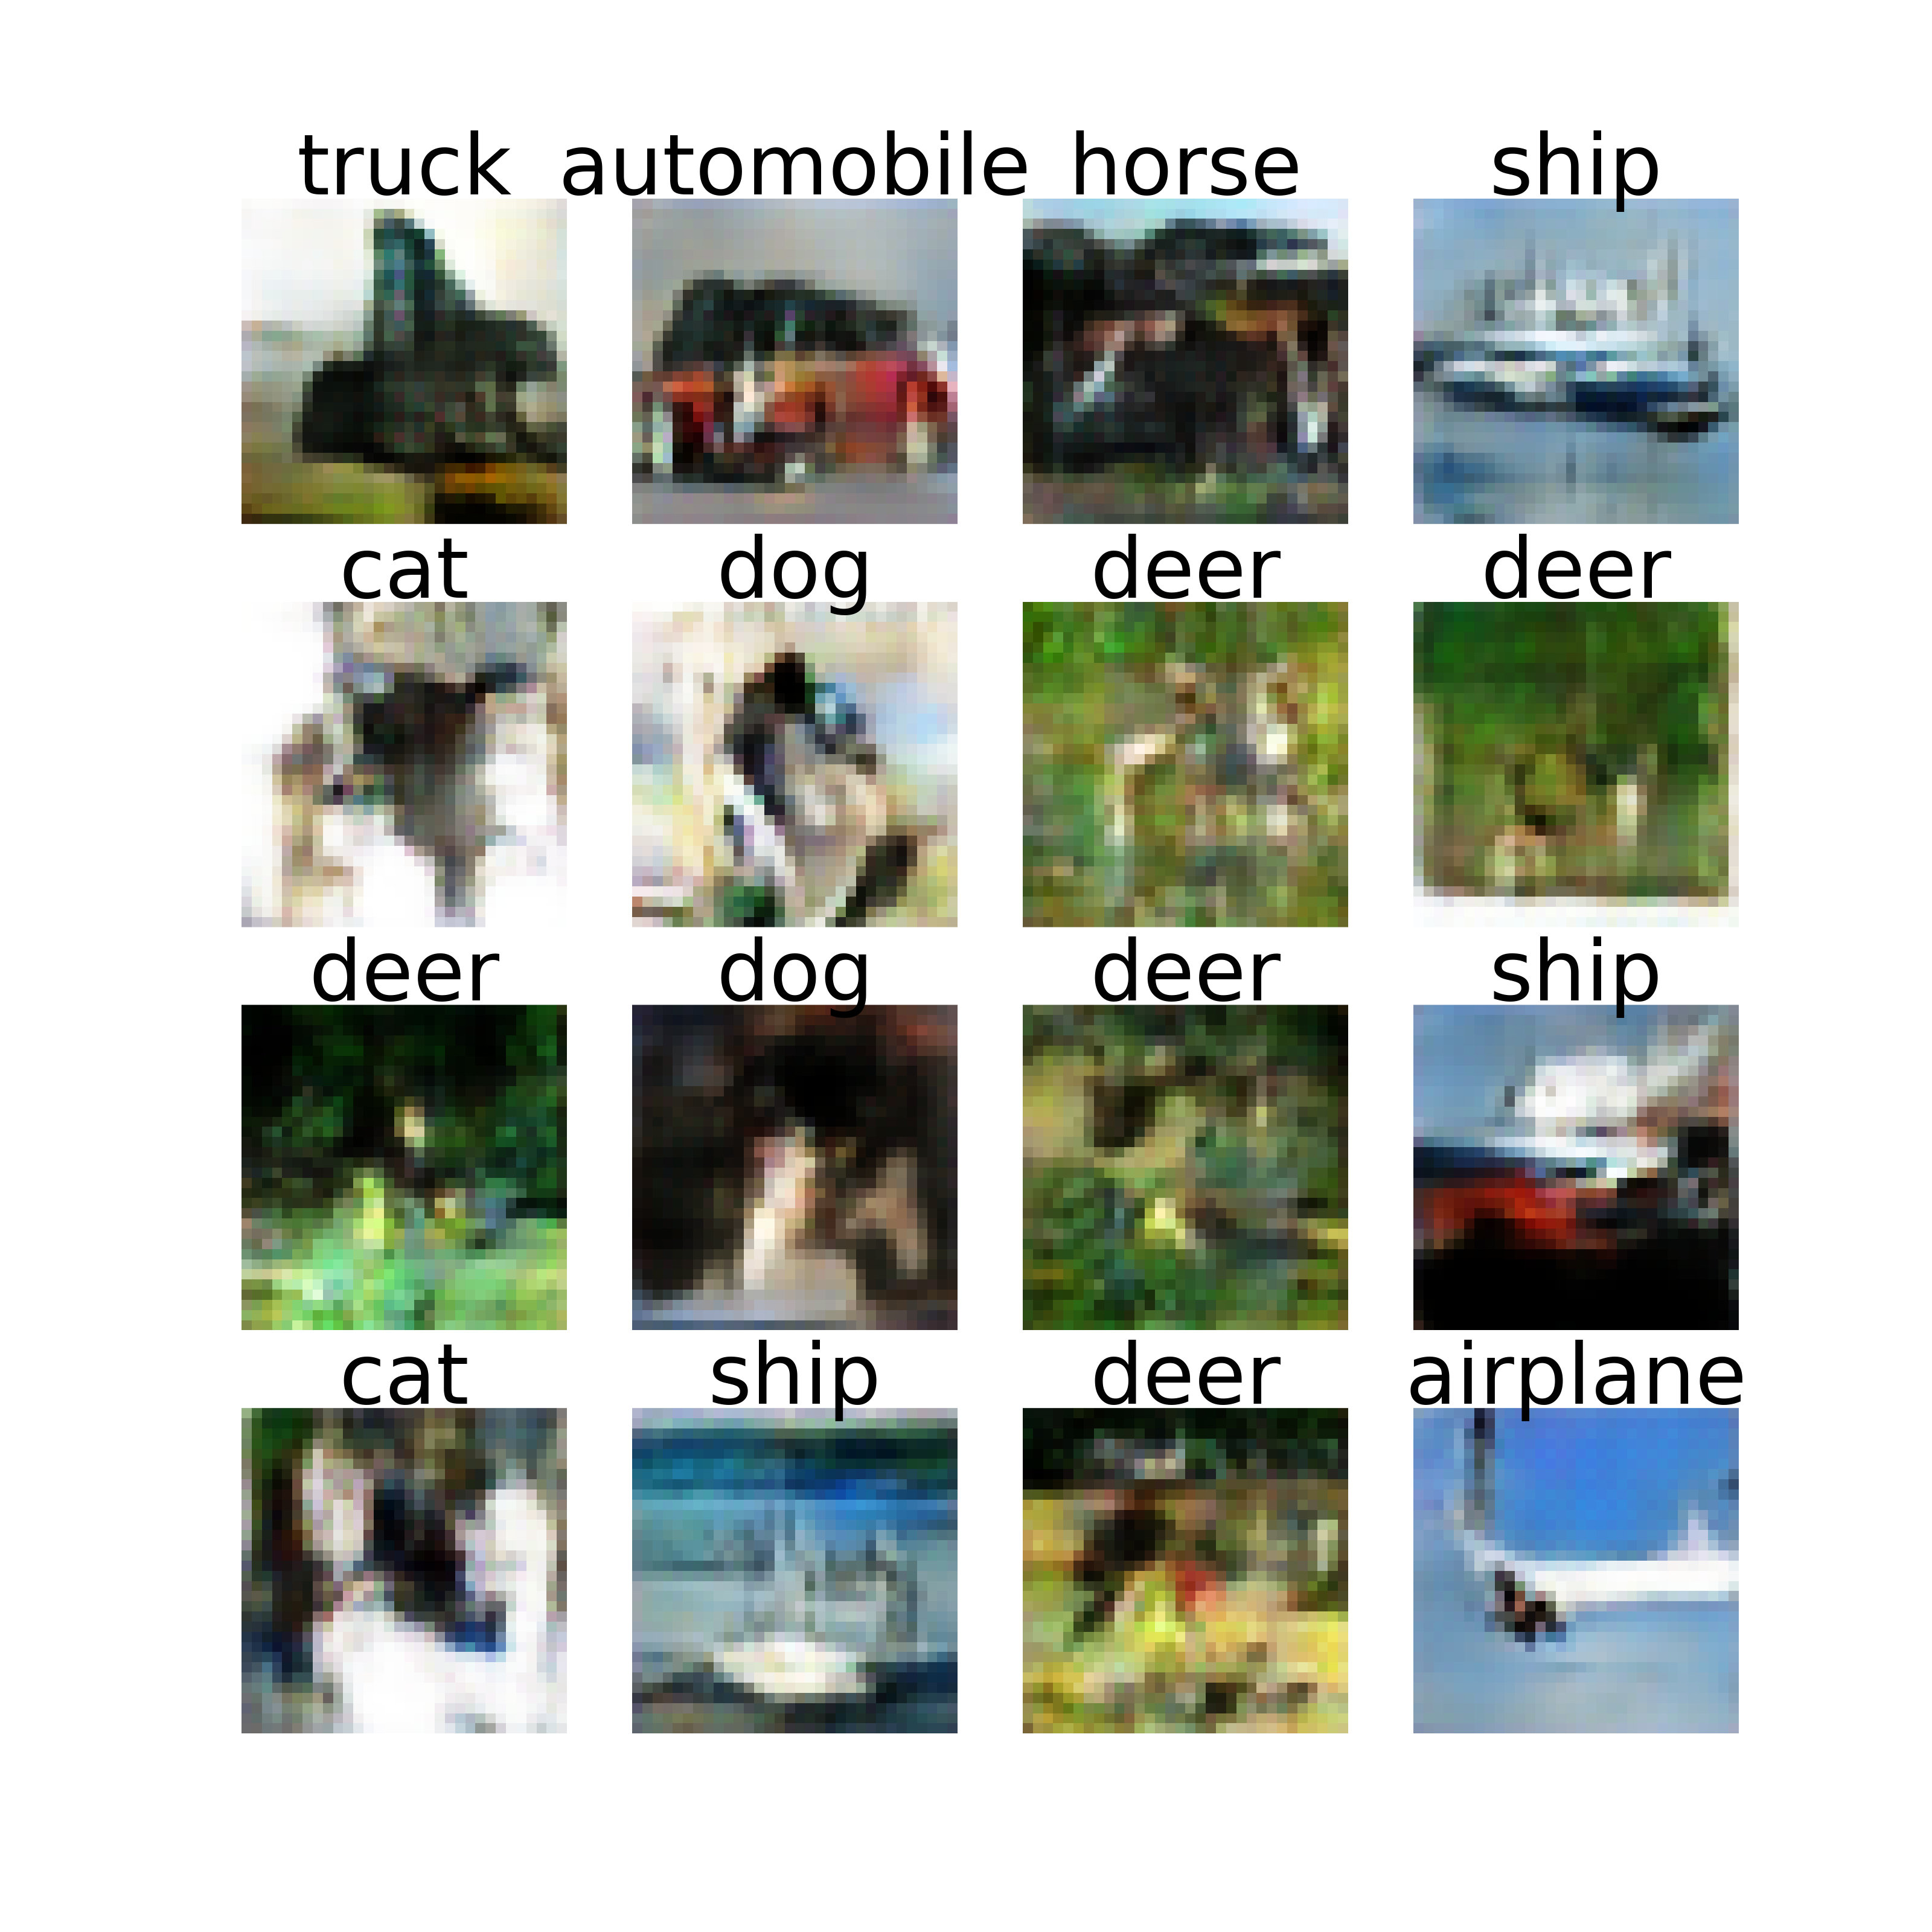 truck automobile horse ship
cat dog deer deer
deer dog deer ship
cat ship deer airplane